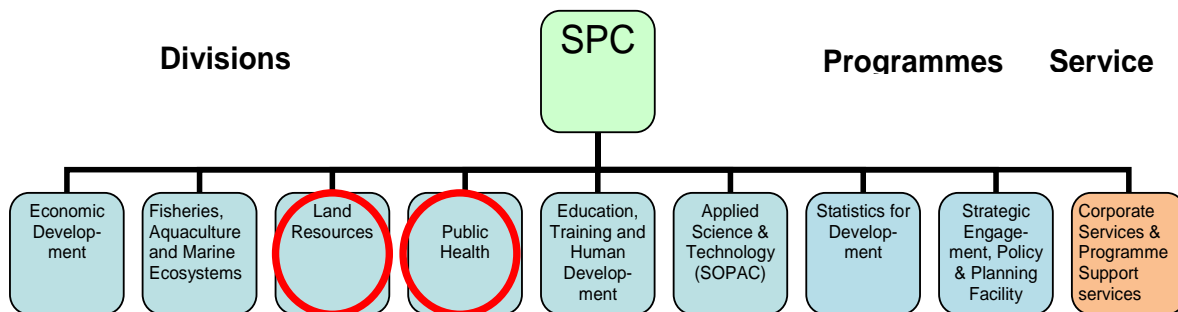 SPC
Divisions
Programmes
Service
Economic
Develop-
ment
Fisheries,
Aquaculture
and Marine
Ecosystems
Land
Resources
Public
Health
Education,
Training and
Human
Develop-
ment
Applied
Science &
Technology
(SOPAC)
Statistics for
Develop-
ment
Strategic
Engage-
ment, Policy
& Planning
Facility
Corporate
Services &
Programme
Support
services